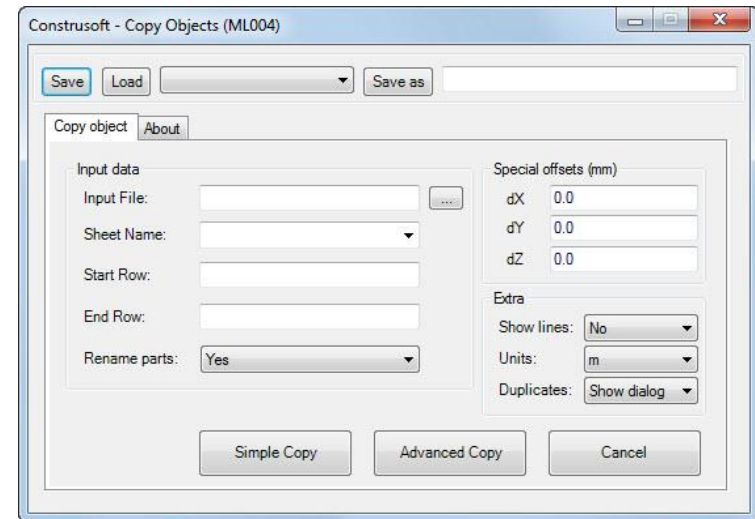 Construsoft - Copy Objects (ML004)
Save Load Save as
Copy object About
Input data
Input File: ...
Sheet Name:
Start Row:
End Row:
Rename parts: Yes
Special offsets (mm)
dX 0.0
dY 0.0
dZ 0.0
Extra
Show lines: No
Units: m
Duplicates: Show dialog
Simple Copy Advanced Copy Cancel